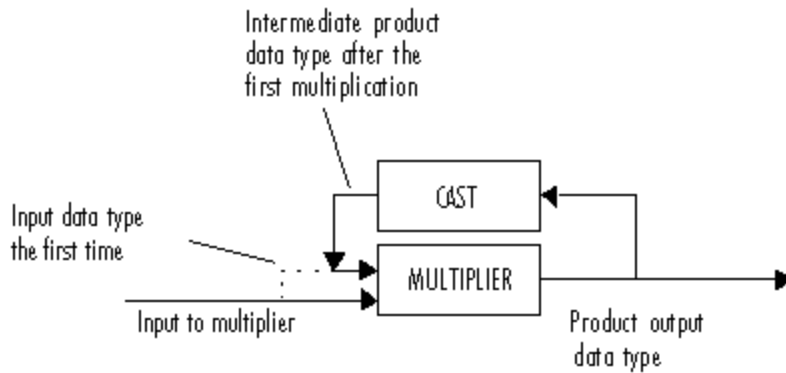 Intermediate product
data type after the
first multiplication
CAST
Input data type
the first time
MULTIPLIER
Input to multiplier
Product output
data type